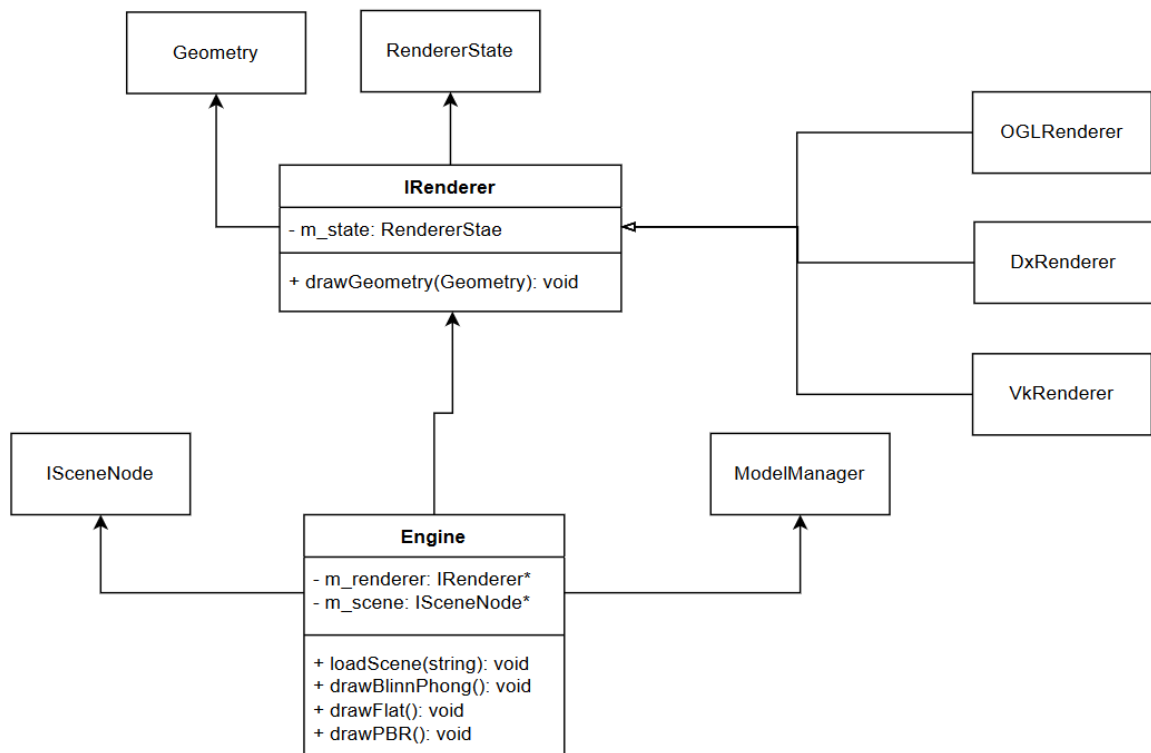 Geometry
RendererState
OGLRenderer
IRenderer
- m_state: RendererStae
+ drawGeometry(Geometry): void
DxRenderer
VkRenderer
ISceneNode
ModelManager
Engine
- m_renderer: IRenderer*
- m_scene: ISceneNode*
+ loadScene(string): void
+ drawBlinnPhong(): void
+ drawFlat(): void
+ drawPBR(): void